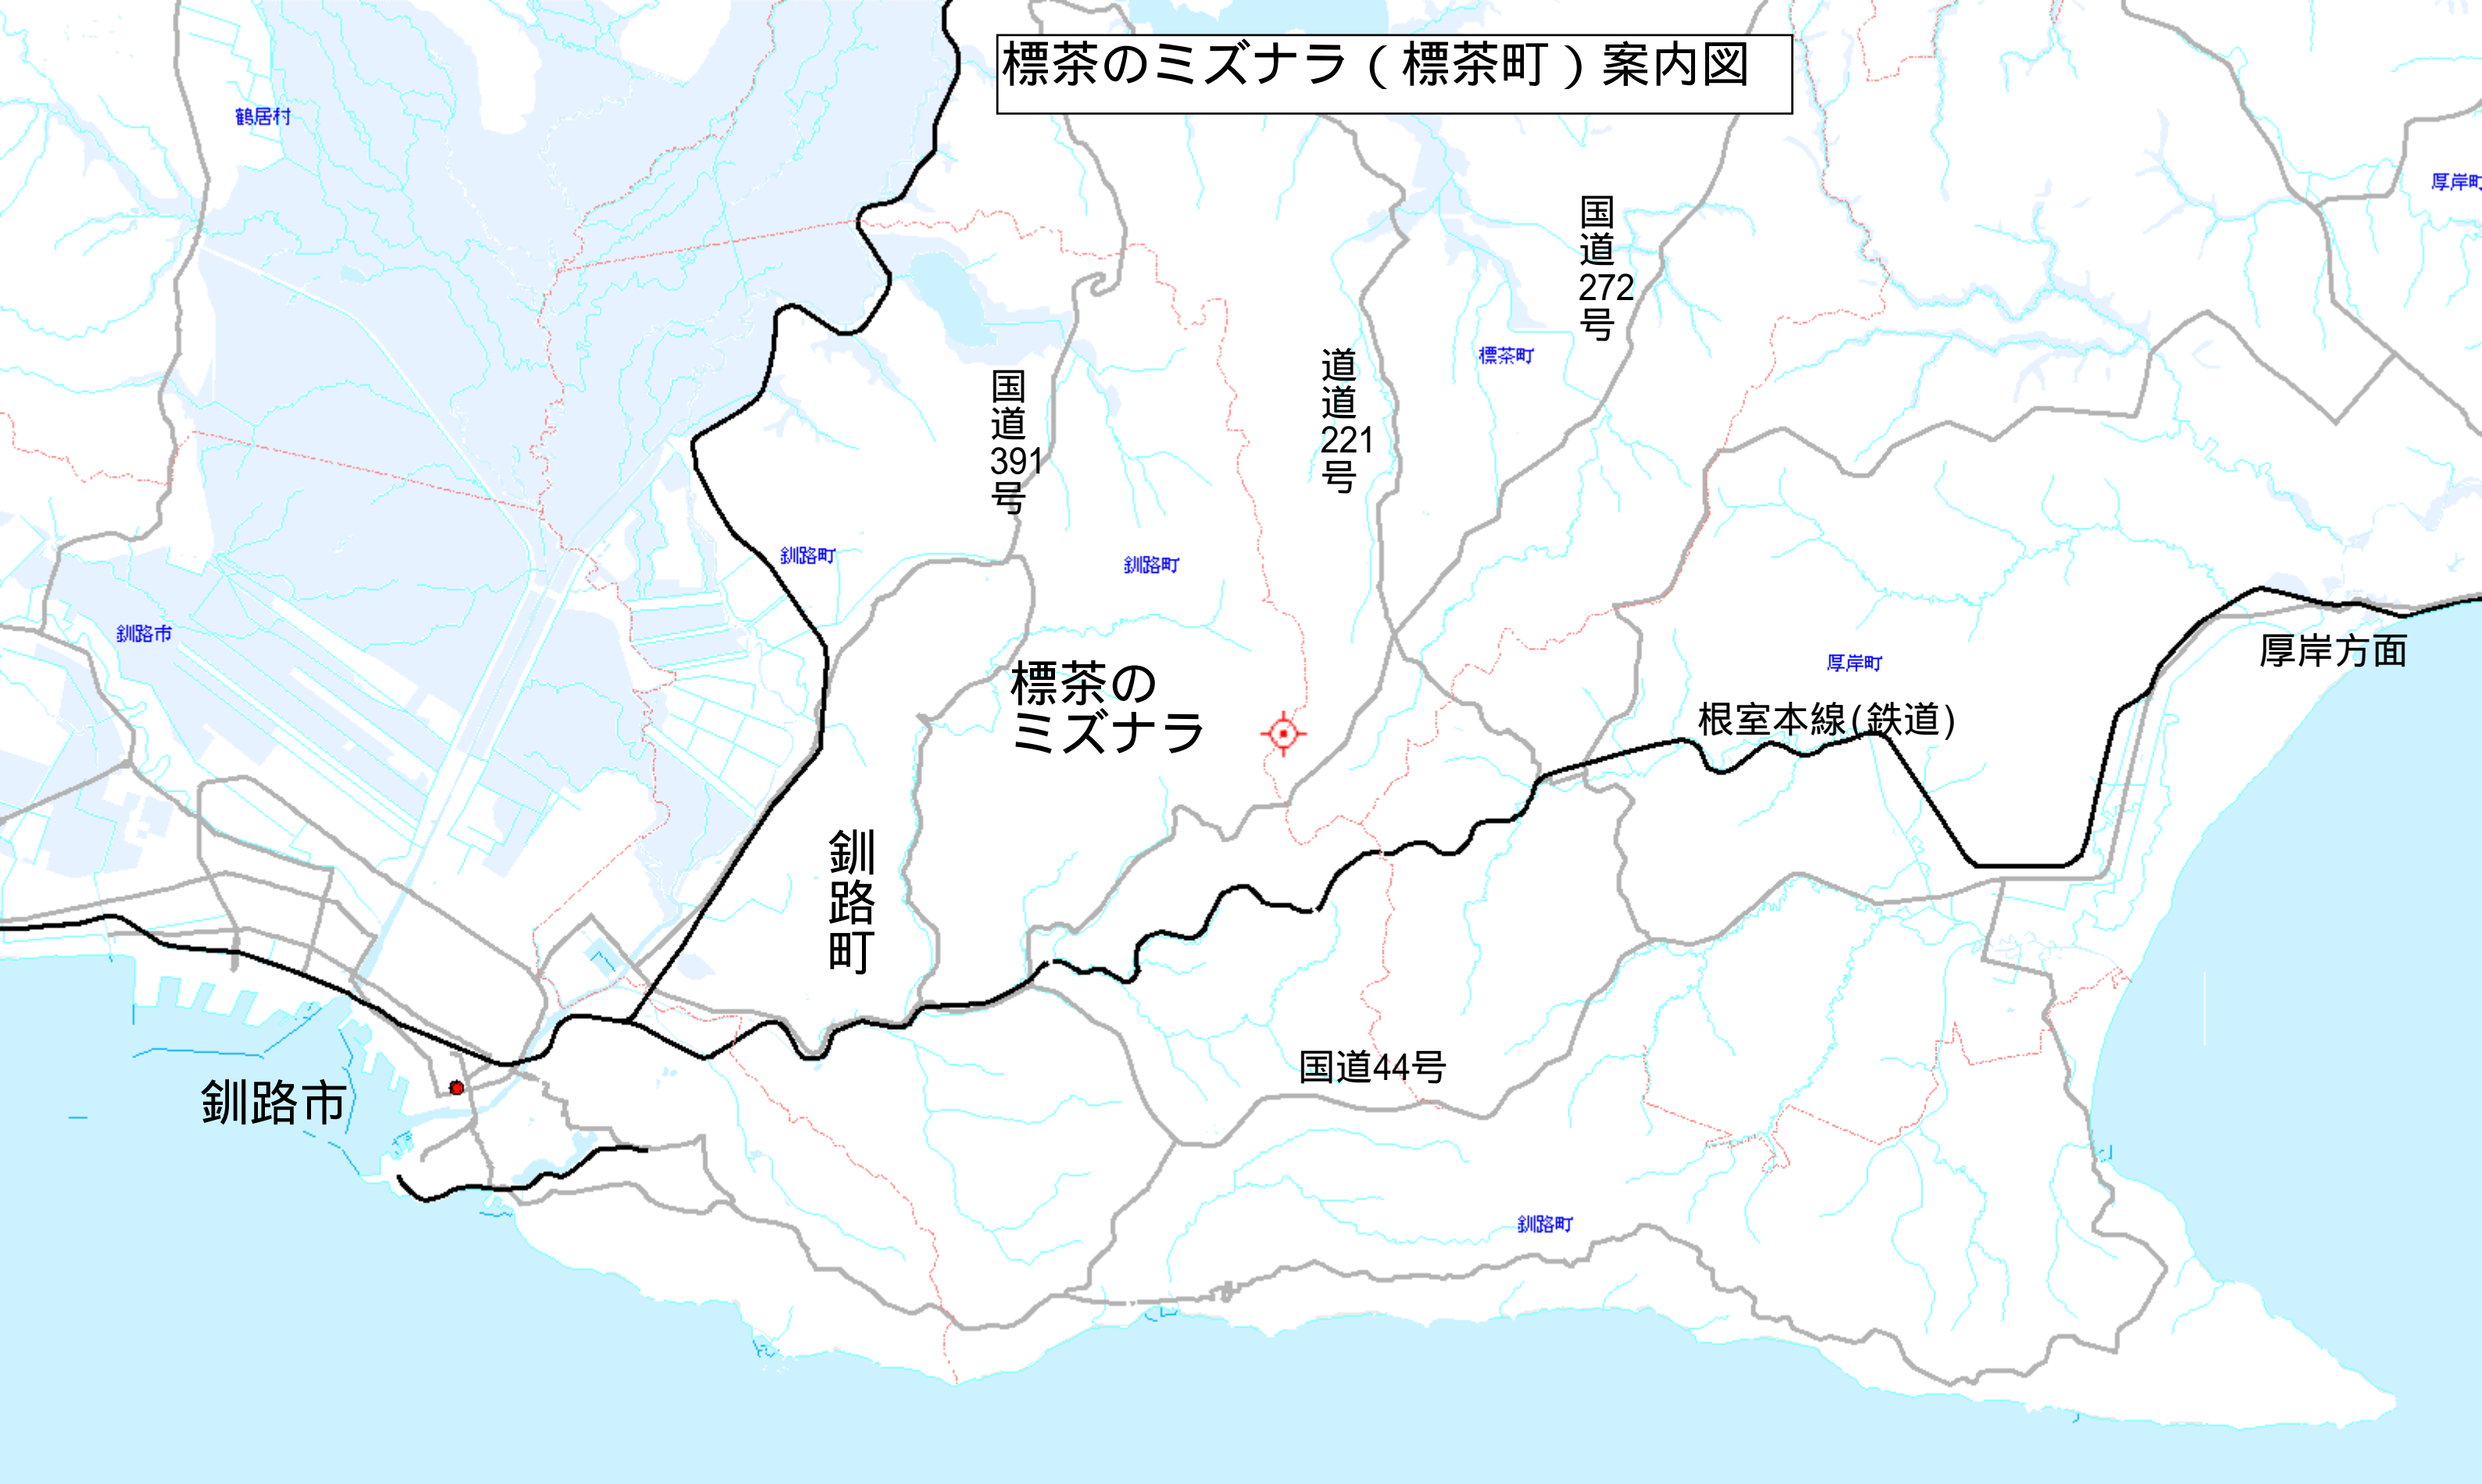 標茶のミズナラ(標茶町)案内図
鶴居村
厚岸町
国道272号
標茶町
道道221号
国道391号
釧路町
釧路町
釧路市
標茶の
ミズナラ
厚岸方面
厚岸町
根室本線(鉄道)
釧路町
国道44号
釧路市
釧路町